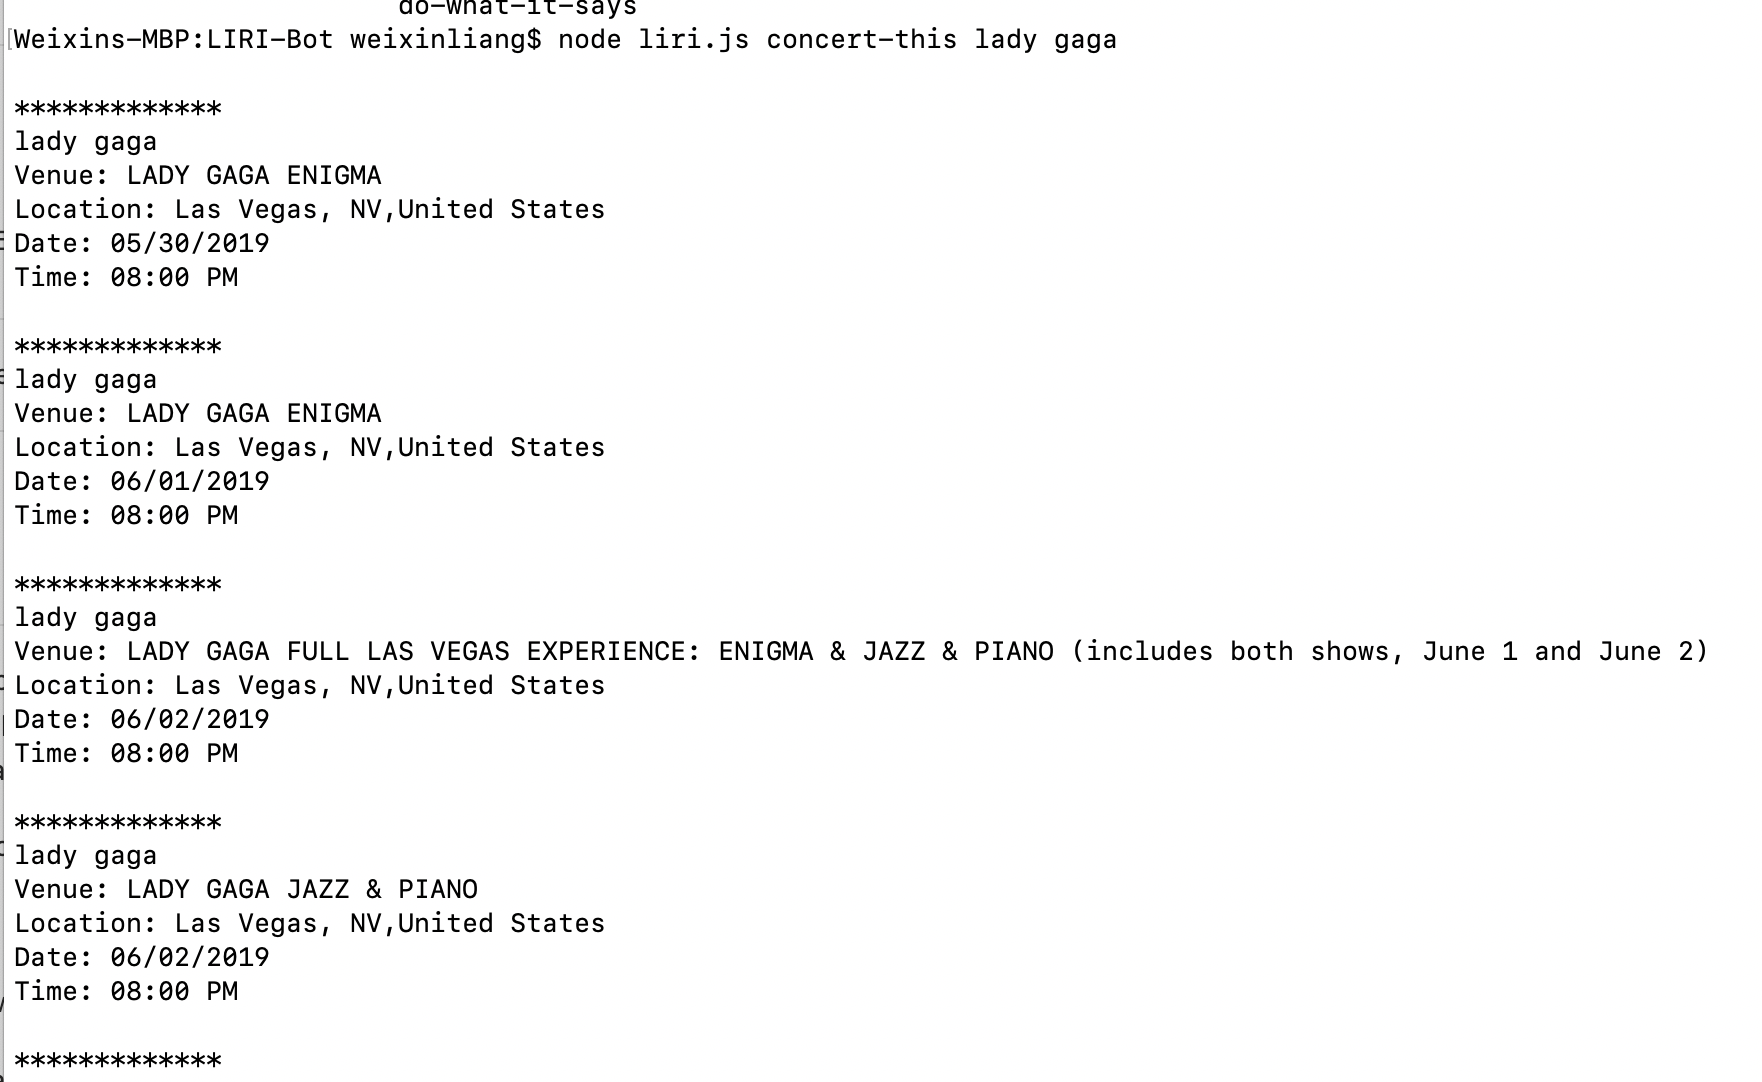 do-what-it-says
Weixins-MBP:LIRI-Bot weixinliang$ node liri.js concert-this lady gaga
*************
lady gaga
Venue: LADY GAGA ENIGMA
Location: Las Vegas, NV,United States
Date: 05/30/2019
Time: 08:00 PM
*************
lady gaga
Venue: LADY GAGA ENIGMA
Location: Las Vegas, NV,United States
Date: 06/01/2019
Time: 08:00 PM
*************
lady gaga
Venue: LADY GAGA FULL LAS VEGAS EXPERIENCE: ENIGMA & JAZZ & PIANO (includes both shows, June 1 and June 2)
Location: Las Vegas, NV,United States
Date: 06/02/2019
Time: 08:00 PM
*************
lady gaga
Venue: LADY GAGA JAZZ & PIANO
Location: Las Vegas, NV,United States
Date: 06/02/2019
Time: 08:00 PM
*************